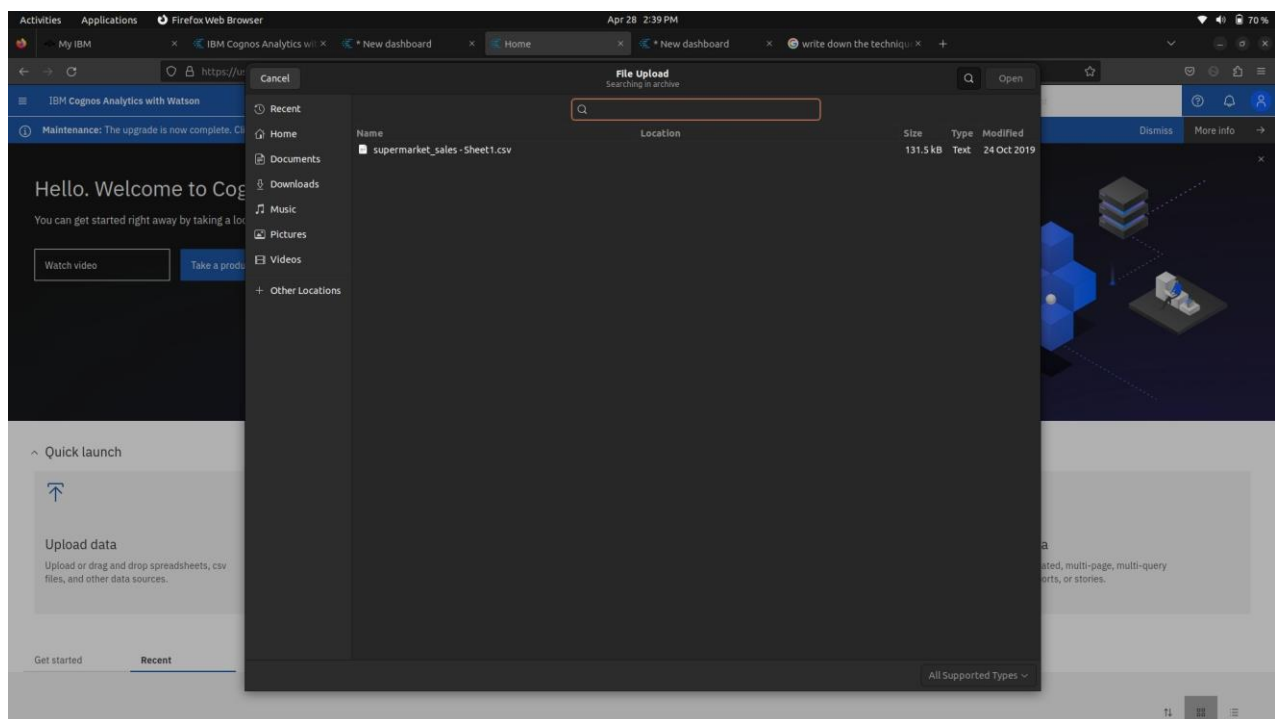 Activities Applications Firefox Web Browser Apr 28 2:39 PM 70 %
My IBM × IBM Cognos Analytics wit × * New dashboard × Home × * New dashboard × write down the techniqu × +
https://u
Cancel File Upload Open
Searching in archive
IBM Cognos Analytics with Watson
Maintenance: The upgrade is now complete. Cli Dismiss More info →
Recent
Home
Documents
Downloads
Music
Pictures
Videos
+ Other Locations
Name Location Size Type Modified
supermarket_sales - Sheet1.csv 131.5 kB Text 24 Oct 2019
Hello. Welcome to Cog
You can get started right away by taking a loo
Watch video Take a produ
Quick launch
Upload data
Upload or drag and drop spreadsheets, csv
files, and other data sources.
a
ated, multi-page, multi-query
orts, or stories.
Get started Recent
All Supported Types